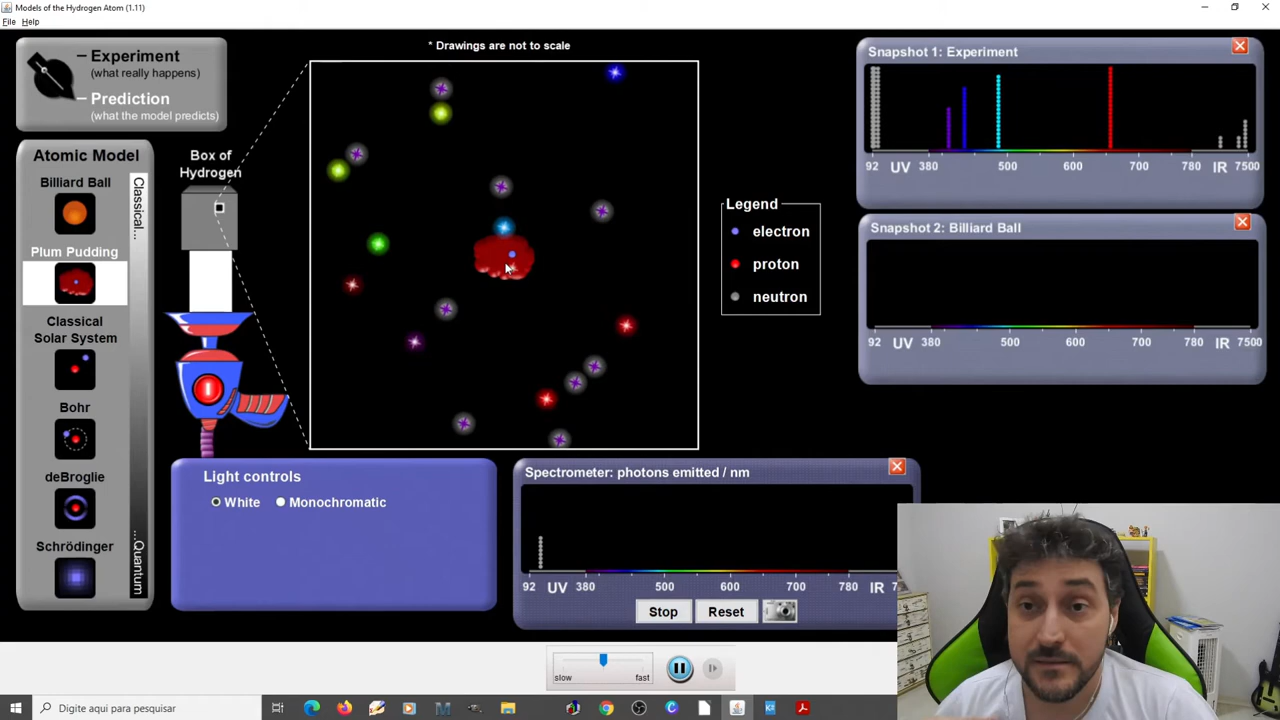 Models of the Hydrogen Atom (1.11)
File Help
* Drawings are not to scale
Experiment
(what really happens)
Prediction
(what the model predicts)
Atomic Model
Billiard Ball
Plum Pudding
Classical
Solar System
Bohr
deBroglie
Schrödinger
Classical...
...Quantum
Box of
Hydrogen
Legend
electron
proton
neutron
Snapshot 1: Experiment
92 UV 380 500 600 700 780 IR 7500
Snapshot 2: Billiard Ball
92 UV 380 500 600 700 780 IR 7500
Light controls
White Monochromatic
Spectrometer: photons emitted / nm
92 UV 380 500 600 700 780 IR 7
Stop Reset
slow fast
Digite aqui para pesquisar